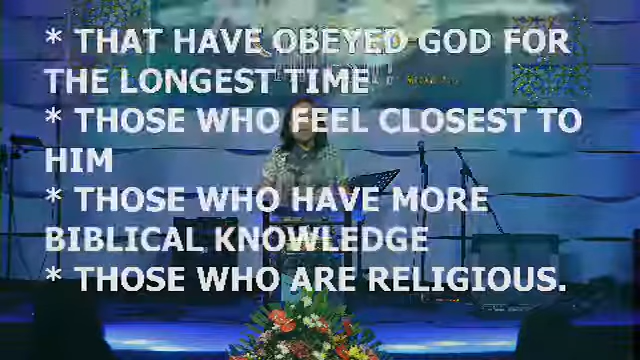 * THAT HAVE OBEYED GOD FOR
THE LONGEST TIME
* THOSE WHO FEEL CLOSEST TO
HIM
* THOSE WHO HAVE MORE
BIBLICAL KNOWLEDGE
* THOSE WHO ARE RELIGIOUS.